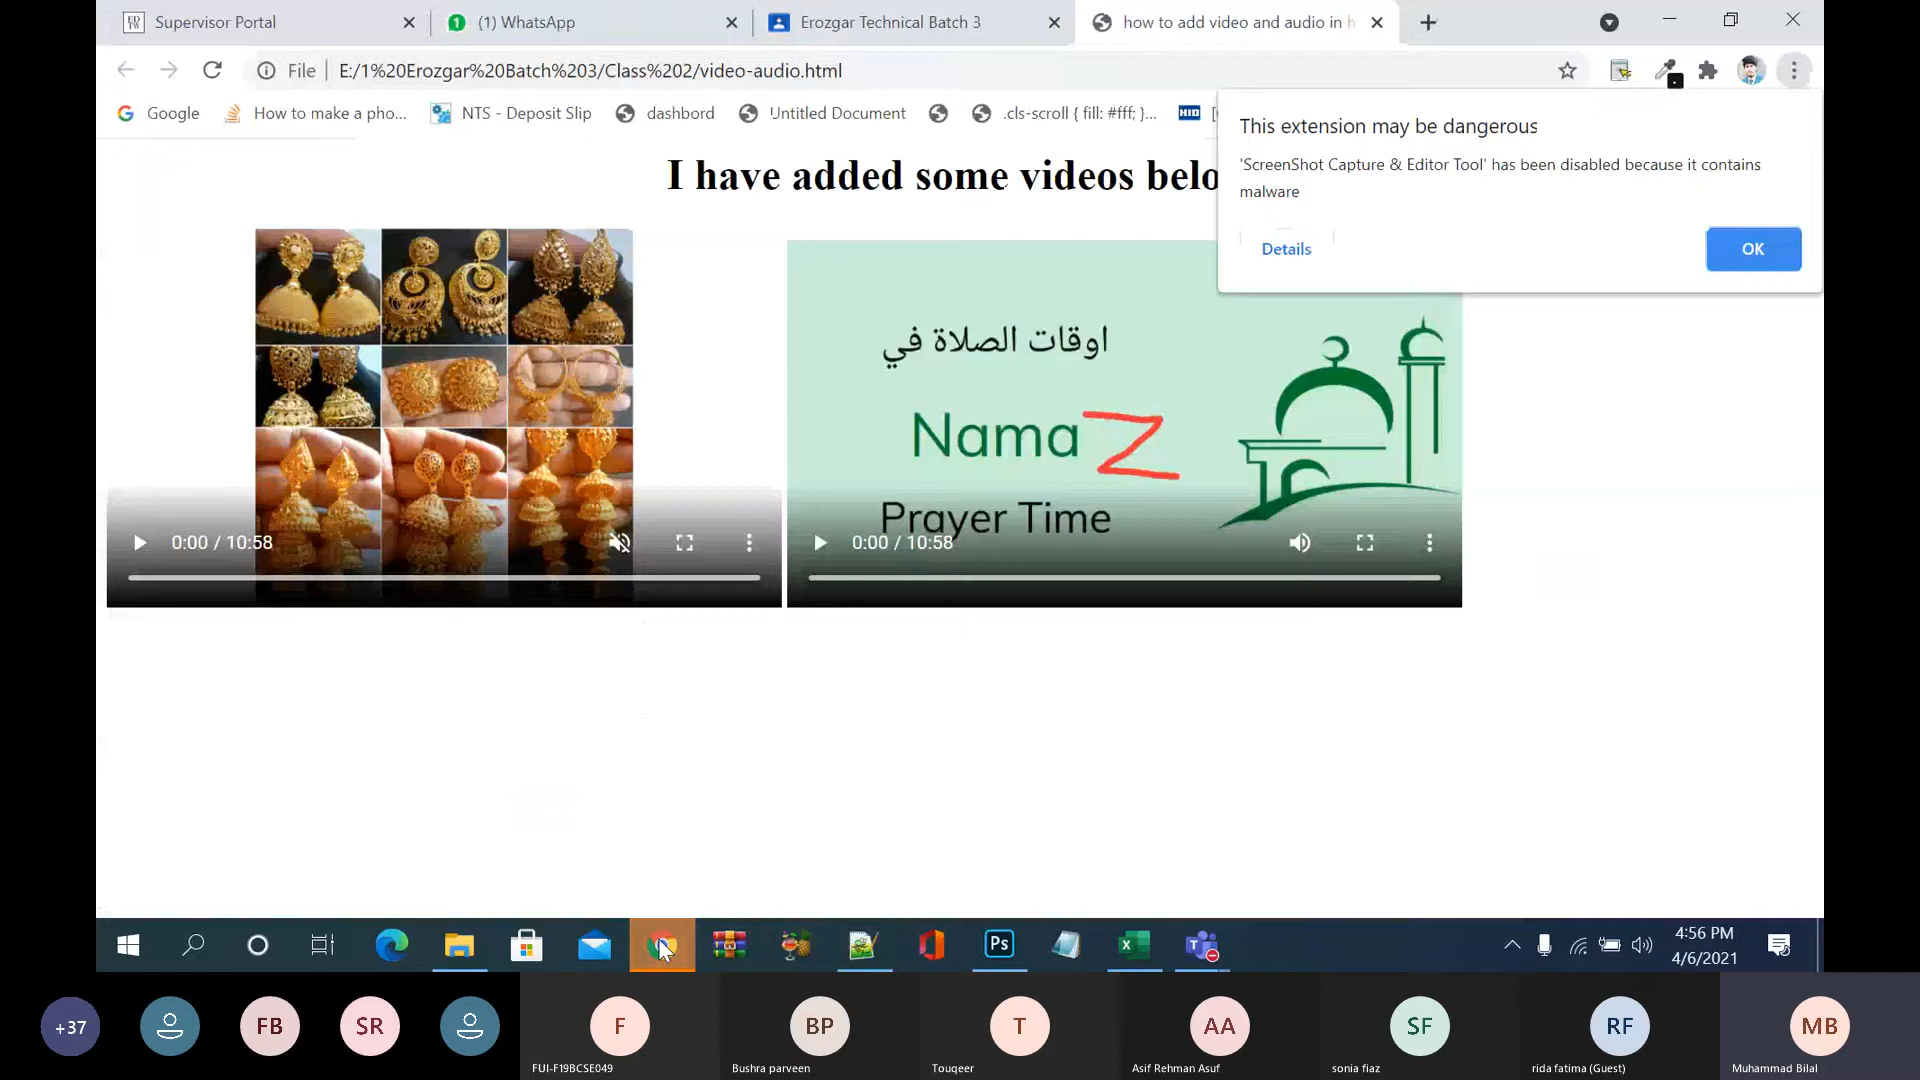 Supervisor Portal
(1) WhatsApp
Erozgar Technical Batch 3
how to add video and audio in h
File
E:/1%20Erozgar%20Batch%203/Class%202/video-audio.html
Google
How to make a pho...
NTS - Deposit Slip
dashbord
Untitled Document
.cls-scroll { fill: #fff; }...
HID
This extension may be dangerous
'ScreenShot Capture & Editor Tool' has been disabled because it contains
malware
Details
OK
I have added some videos belo
اوقات الصلاة في
NamaZ
Prayer Time
0:00 / 10:58
0:00 / 10:58
Ps
4:56 PM
4/6/2021
+37
FB
SR
F
BP
T
AA
SF
RF
MB
FUI-F19BCSE049
Bushra parveen
Touqeer
Asif Rehman Asuf
sonia fiaz
rida fatima (Guest)
Muhammad Bilal